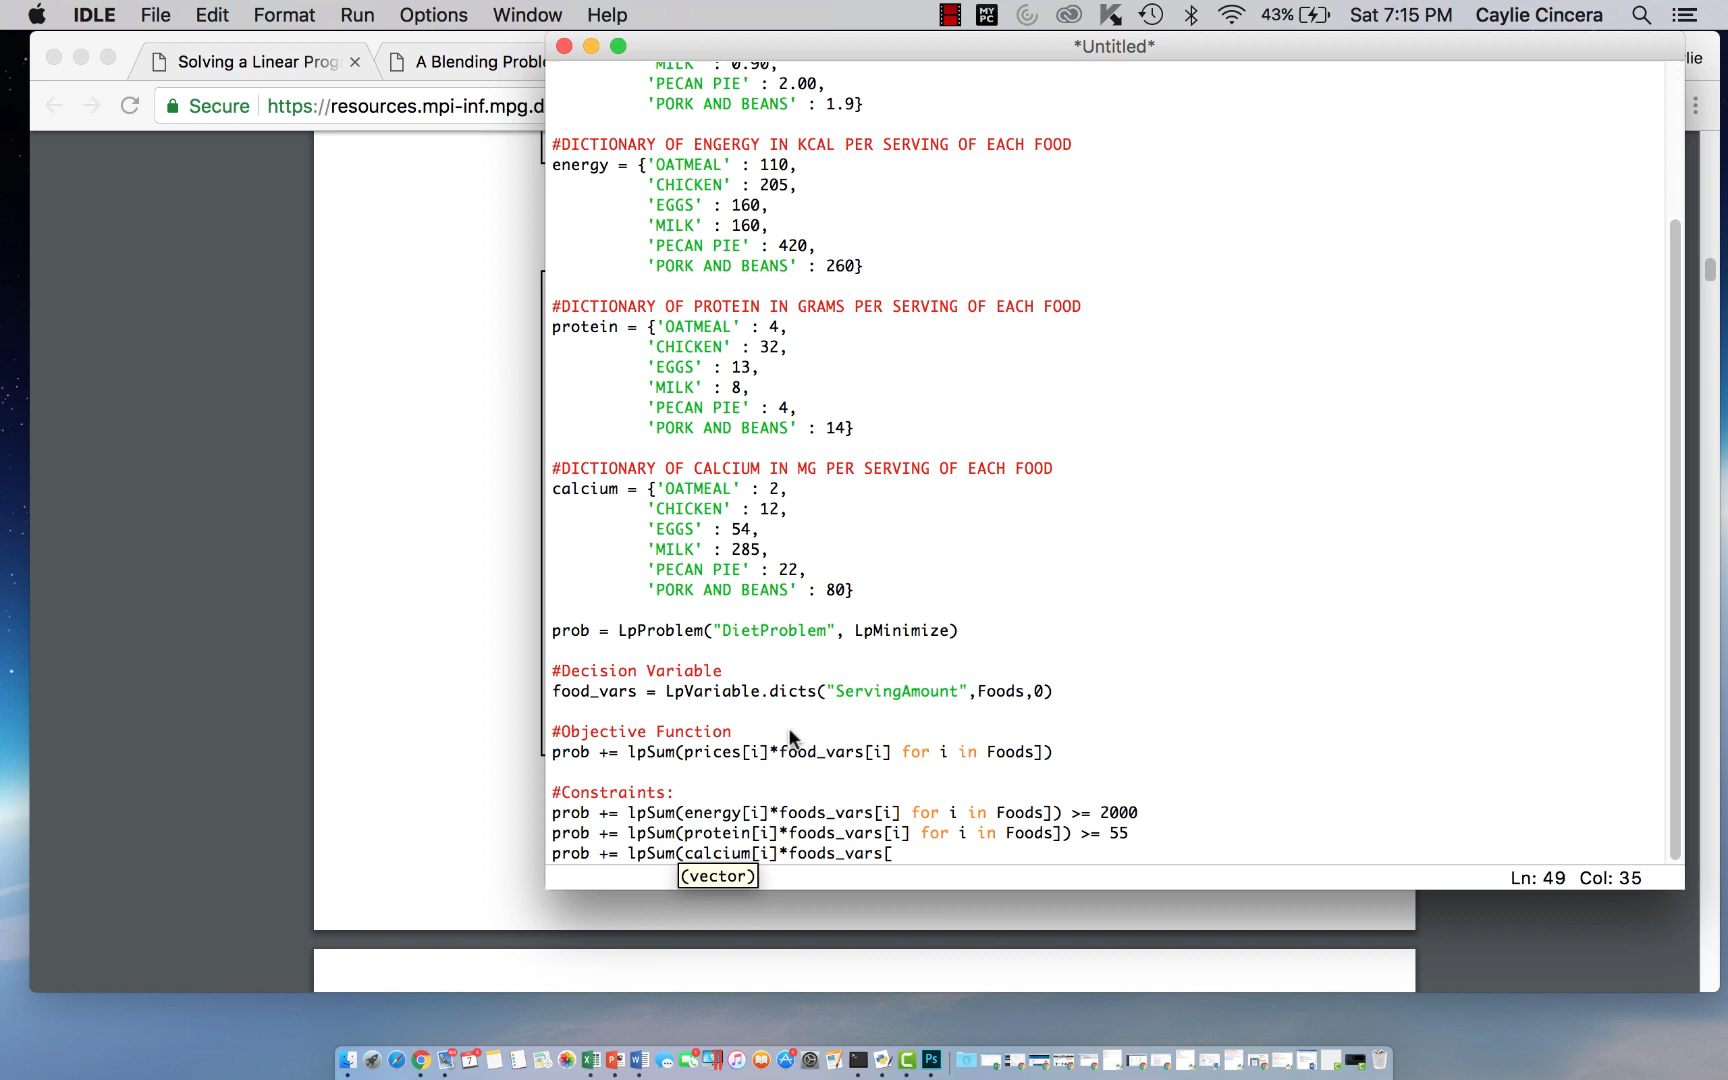 IDLE File Edit Format Run Options Window Help
MYPC
43%
Sat 7:15 PM Caylie Cincera
*Untitled*
Solving a Linear Prog ×
A Blending Proble
lie
Secure https://resources.mpi-inf.mpg.d
'MILK' : 0.90,
'PECAN PIE' : 2.00,
'PORK AND BEANS' : 1.9}
#DICTIONARY OF ENGERGY IN KCAL PER SERVING OF EACH FOOD
energy = {'OATMEAL' : 110,
'CHICKEN' : 205,
'EGGS' : 160,
'MILK' : 160,
'PECAN PIE' : 420,
'PORK AND BEANS' : 260}
#DICTIONARY OF PROTEIN IN GRAMS PER SERVING OF EACH FOOD
protein = {'OATMEAL' : 4,
'CHICKEN' : 32,
'EGGS' : 13,
'MILK' : 8,
'PECAN PIE' : 4,
'PORK AND BEANS' : 14}
#DICTIONARY OF CALCIUM IN MG PER SERVING OF EACH FOOD
calcium = {'OATMEAL' : 2,
'CHICKEN' : 12,
'EGGS' : 54,
'MILK' : 285,
'PECAN PIE' : 22,
'PORK AND BEANS' : 80}
prob = LpProblem("DietProblem", LpMinimize)
#Decision Variable
food_vars = LpVariable.dicts("ServingAmount",Foods,0)
#Objective Function
prob += lpSum(prices[i]*food_vars[i] for i in Foods])
#Constraints:
prob += lpSum(energy[i]*foods_vars[i] for i in Foods]) >= 2000
prob += lpSum(protein[i]*foods_vars[i] for i in Foods]) >= 55
prob += lpSum(calcium[i]*foods_vars[
(vector)
Ln: 49 Col: 35
Ps